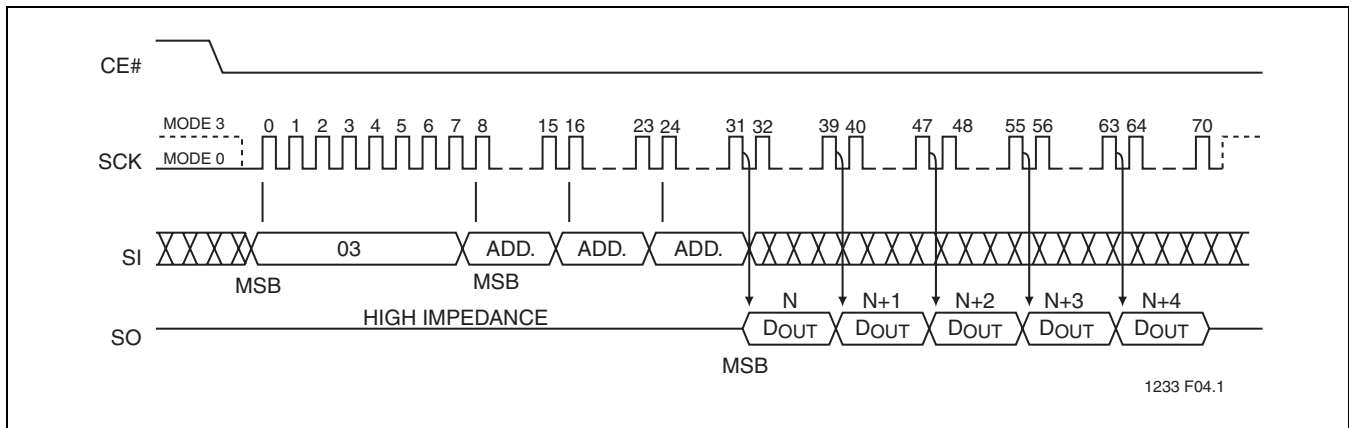 CE#
MODE 3
0 1 2 3 4 5 6 7 8 15 16 23 24 31 32 39 40 47 48 55 56 63 64 70
SCK
MODE 0
SI
03
ADD.
ADD.
ADD.
MSB
MSB
N
N+1
N+2
N+3
N+4
HIGH IMPEDANCE
SO
DOUT
DOUT
DOUT
DOUT
DOUT
MSB
1233 F04.1